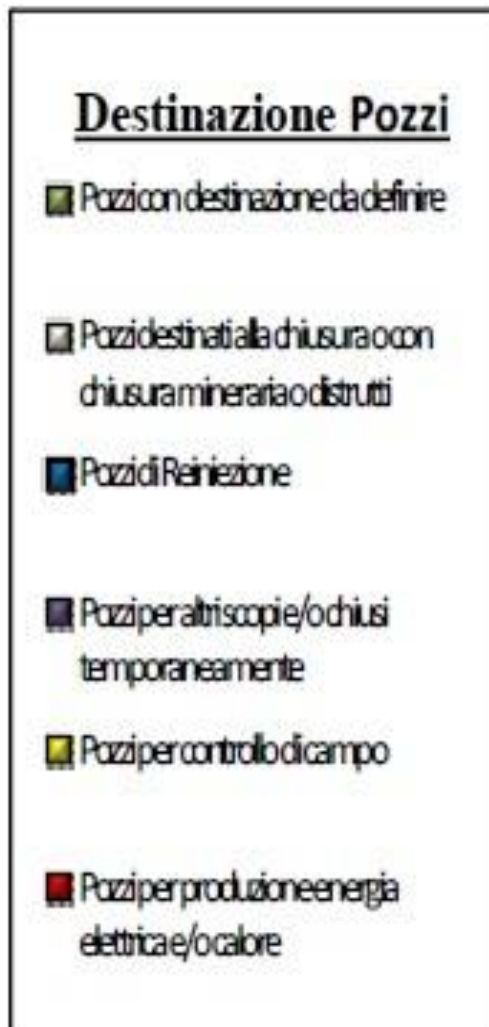 Destinazione Pozzi
Pozzi con destinazione da definire
Pozzi destinati alla chiusura o con
chiusura mineraria o distrutti
Pozzi di Reiniezione
Pozzi per altri scopi e/o chiusi
temporaneamente
Pozzi per controllo di campo
Pozzi per produzione energia
elettrica e/o calore